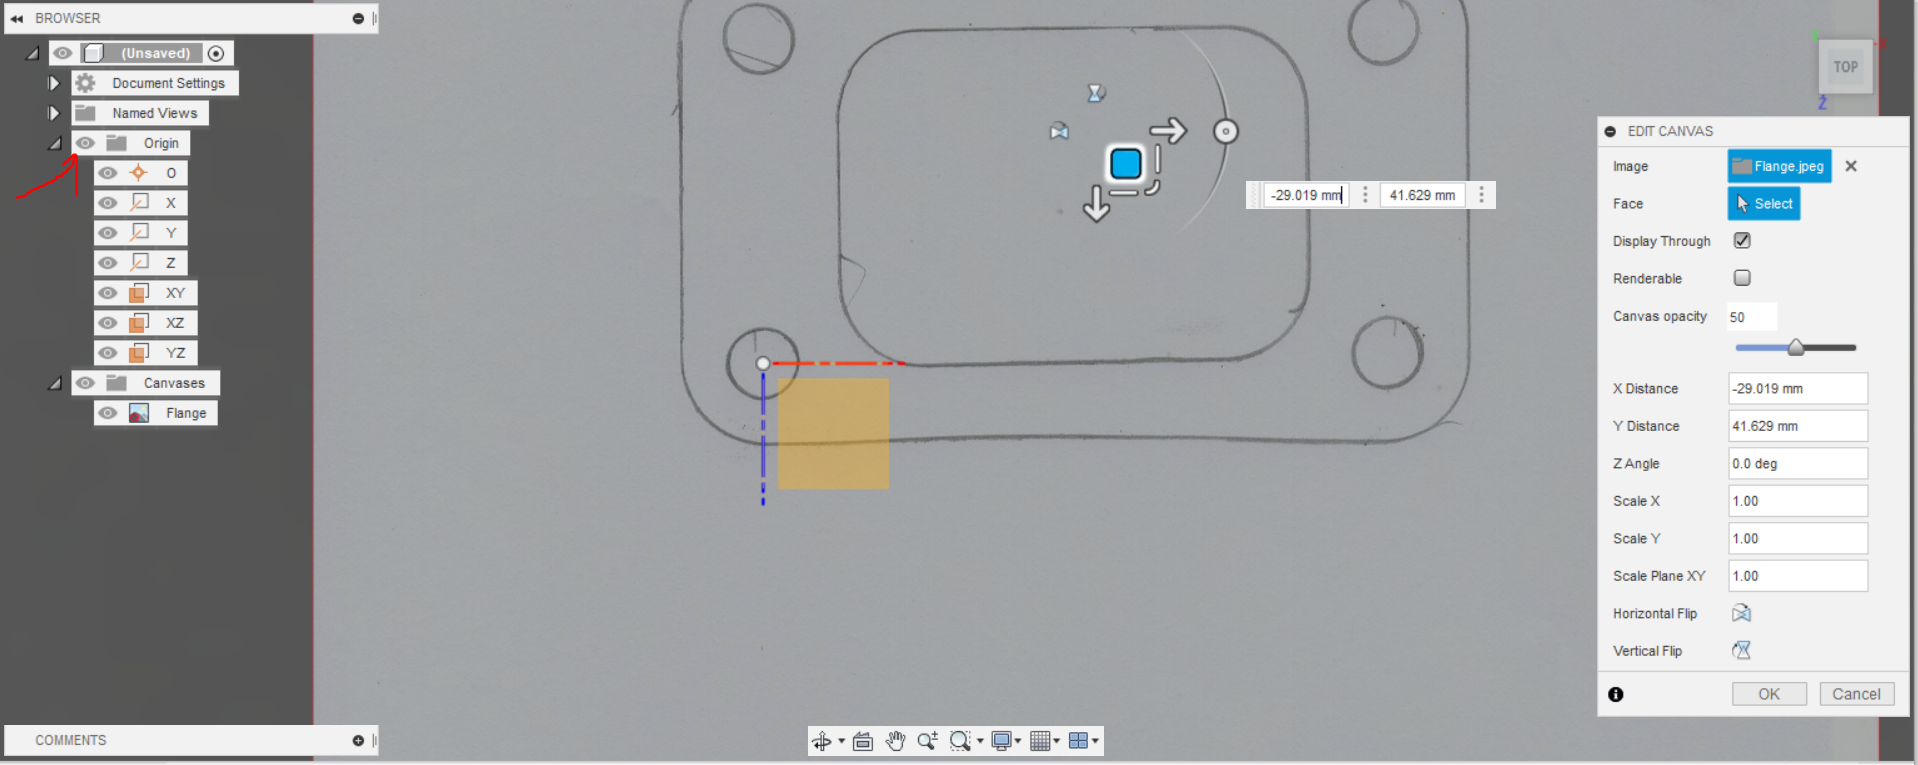 BROWSER
(Unsaved)
Document Settings
Named Views
Origin
O
X
Y
Z
XY
XZ
YZ
Canvases
Flange
COMMENTS
-29.019 mm
41.629 mm
TOP
Z
EDIT CANVAS
Image Flange.jpeg
Face Select
Display Through
Renderable
Canvas opacity 50
X Distance -29.019 mm
Y Distance 41.629 mm
Z Angle 0.0 deg
Scale X 1.00
Scale Y 1.00
Scale Plane XY 1.00
Horizontal Flip
Vertical Flip
OK Cancel